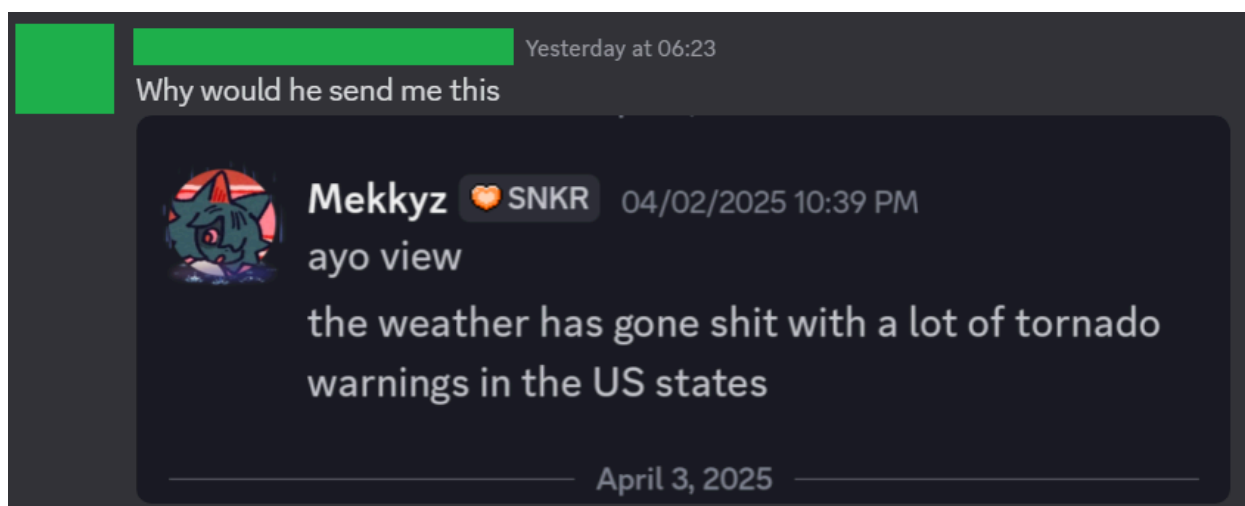 Yesterday at 06:23
Why would he send me this
Mekkyz SNKR 04/02/2025 10:39 PM
ayo view
the weather has gone shit with a lot of tornado
warnings in the US states
April 3, 2025